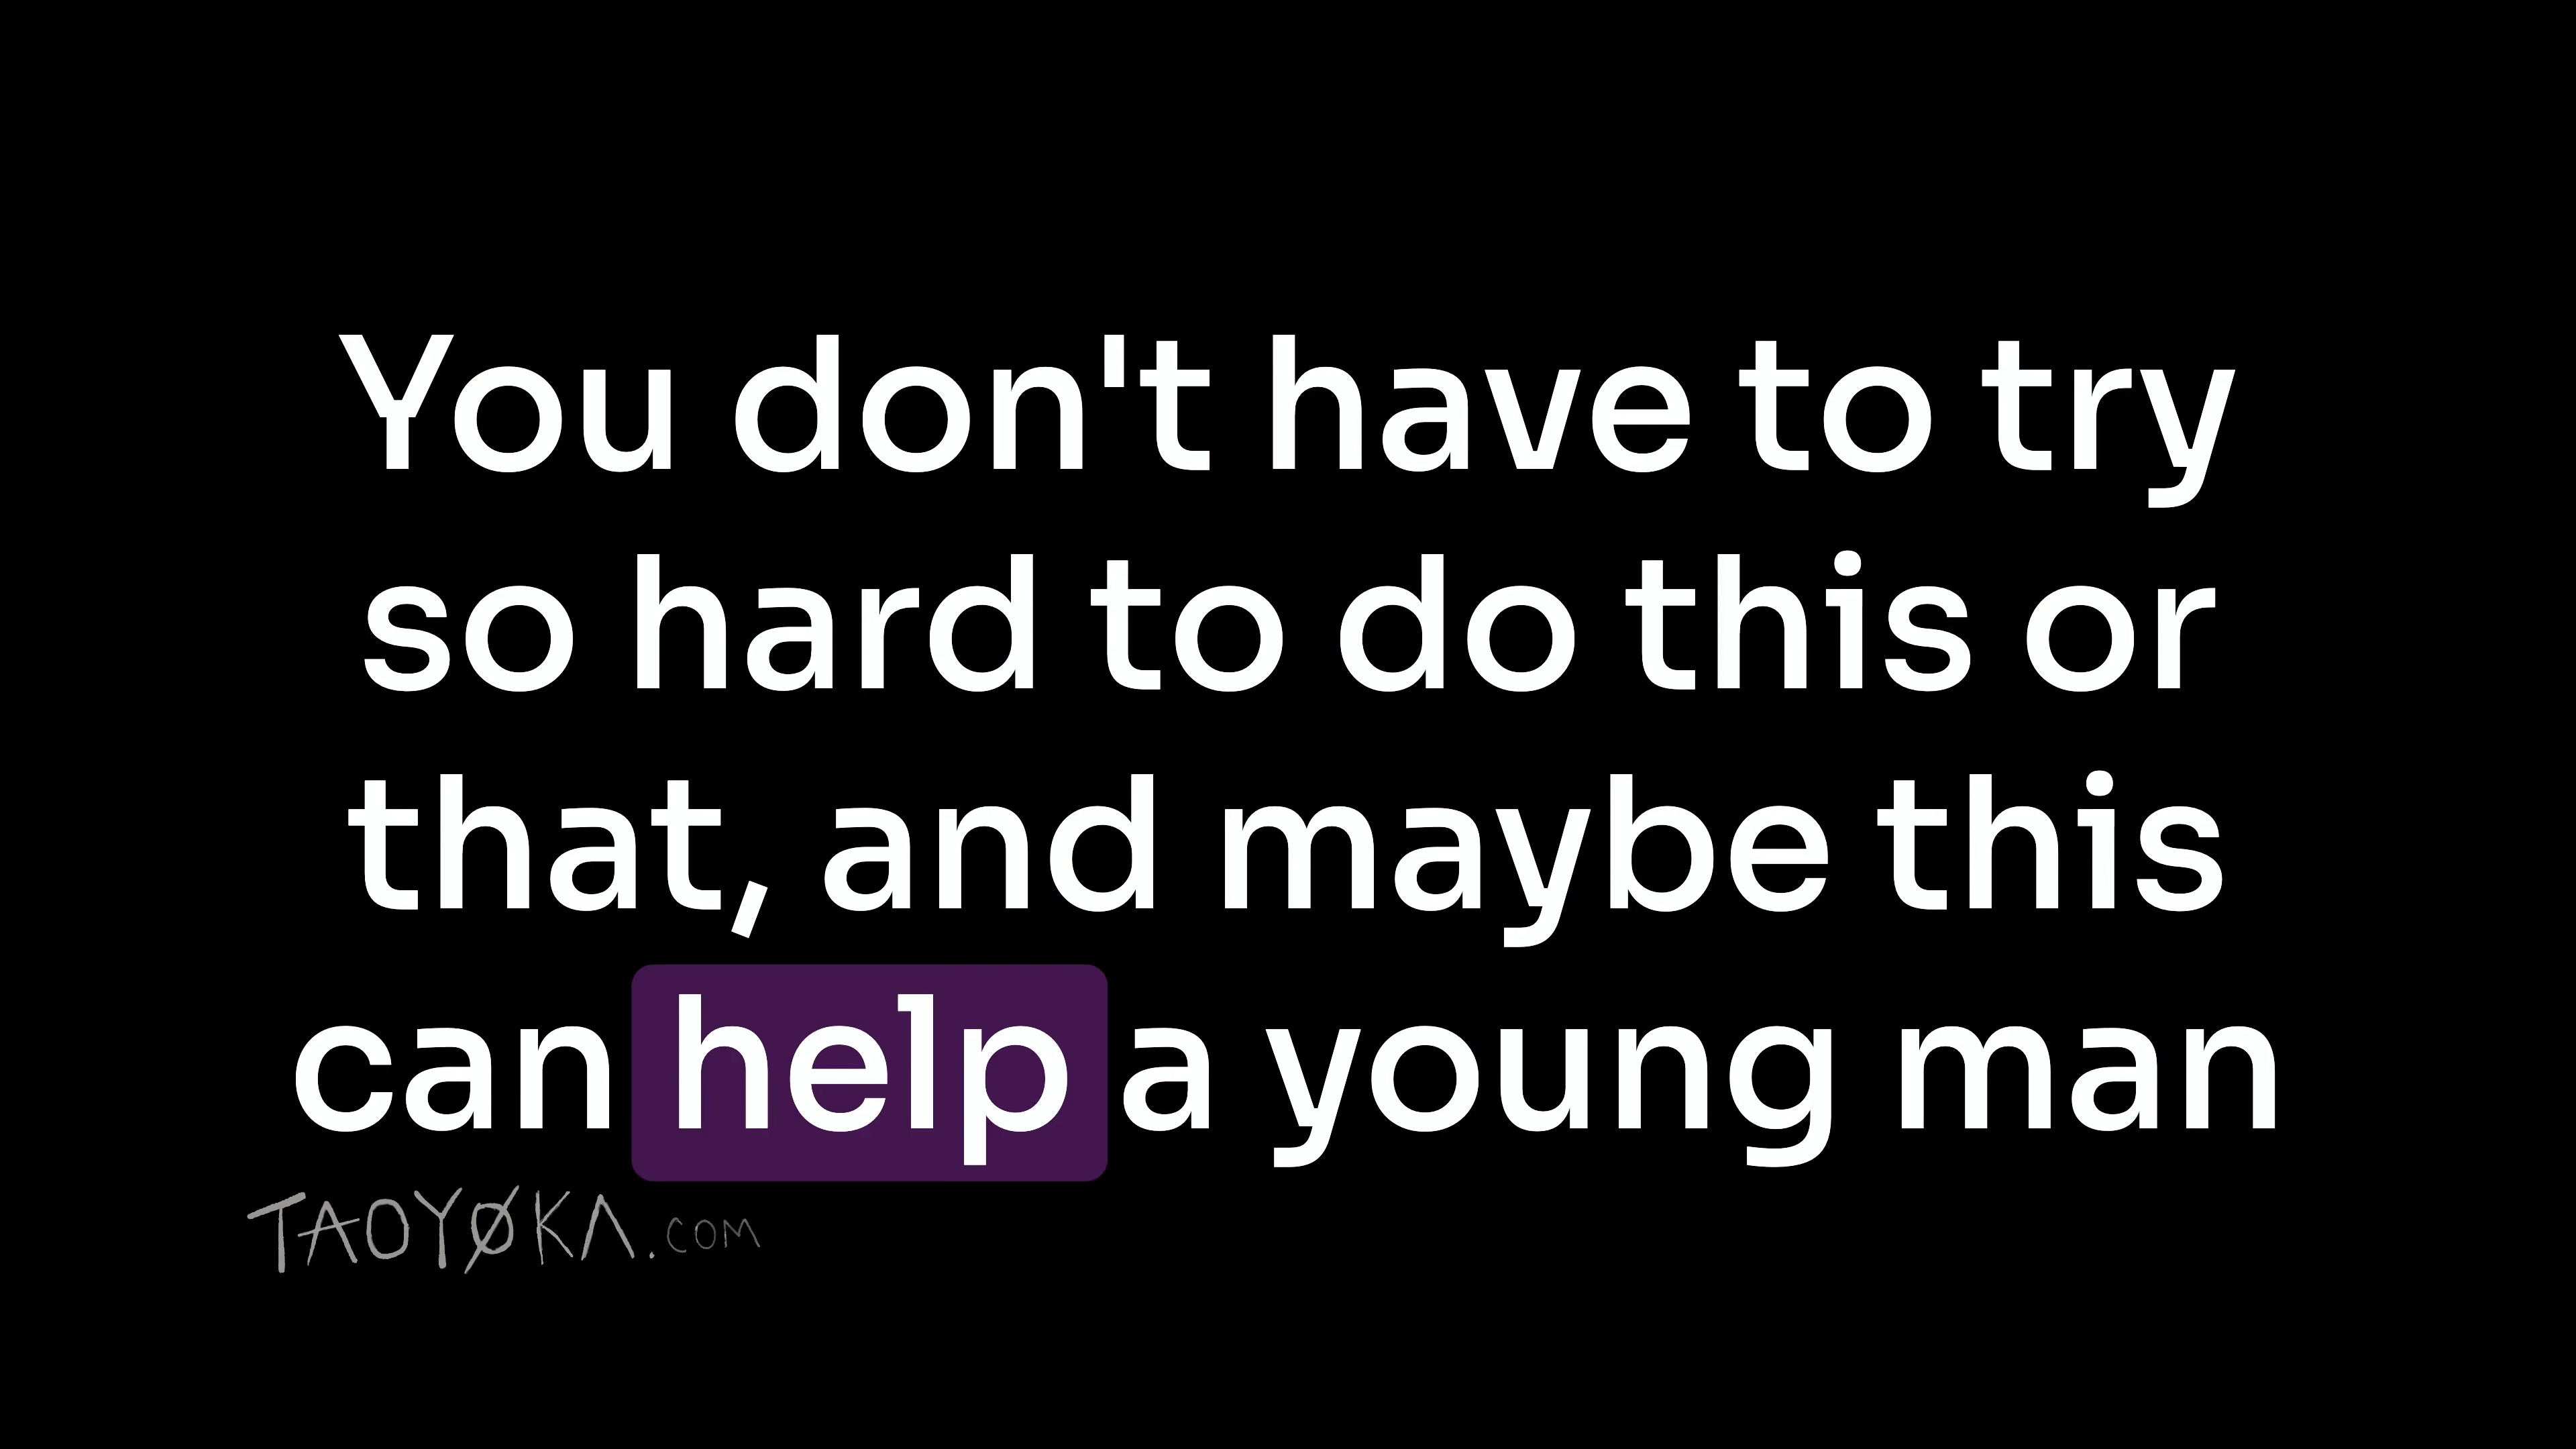 You don't have to try
so hard to do this or
that, and maybe this
can help a young man
TAOYØKA.COM